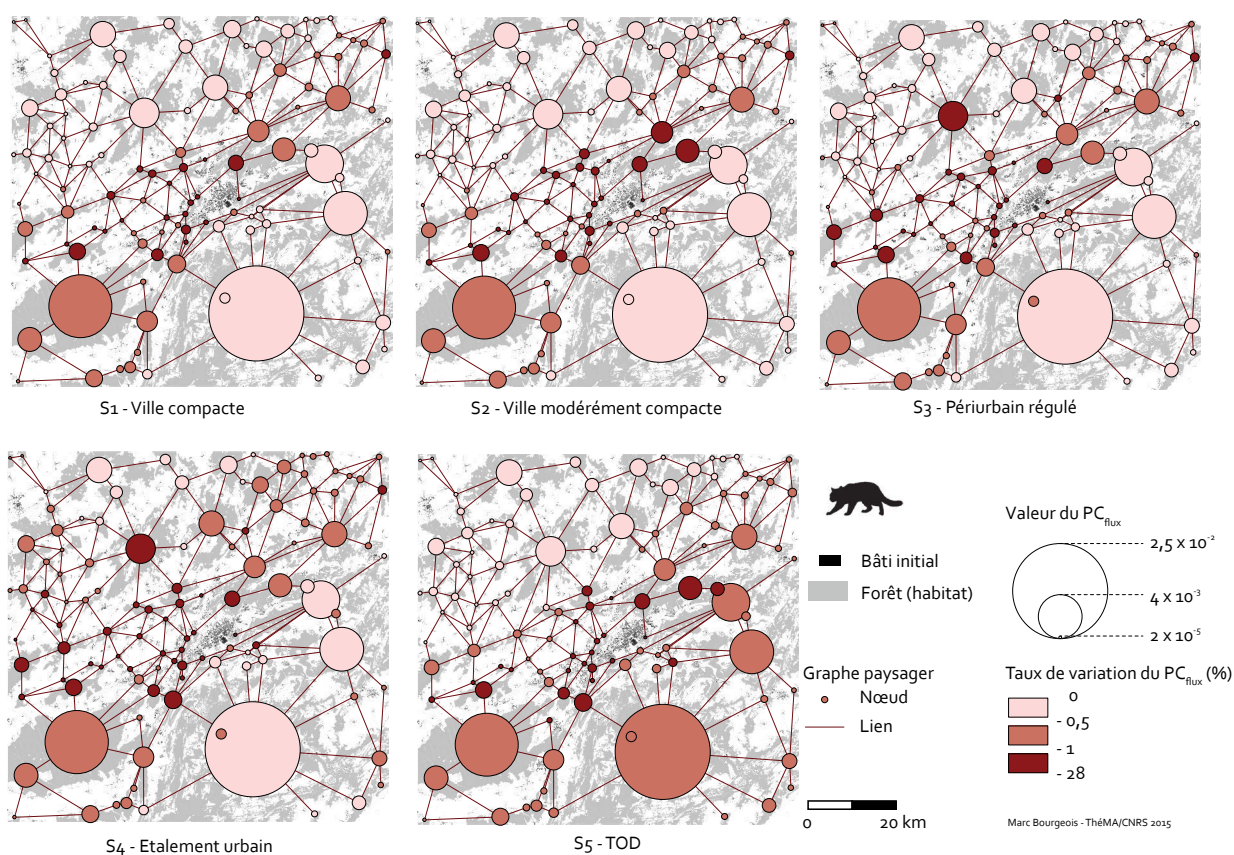 S1 - Ville compacte
S2 - Ville modérément compacte
S3 - Périurbain régulé
S4 - Etalement urbain
S5 - TOD
Bâti initial
Forêt (habitat)
Graphe paysager
Nœud
Lien
0 20 km
Valeur du PCflux
2,5 x 10-2
4 x 10-3
2 x 10-5
Taux de variation du PCflux (%)
0
- 0,5
- 1
- 28
Marc Bourgeois - ThéMA/CNRS 2015